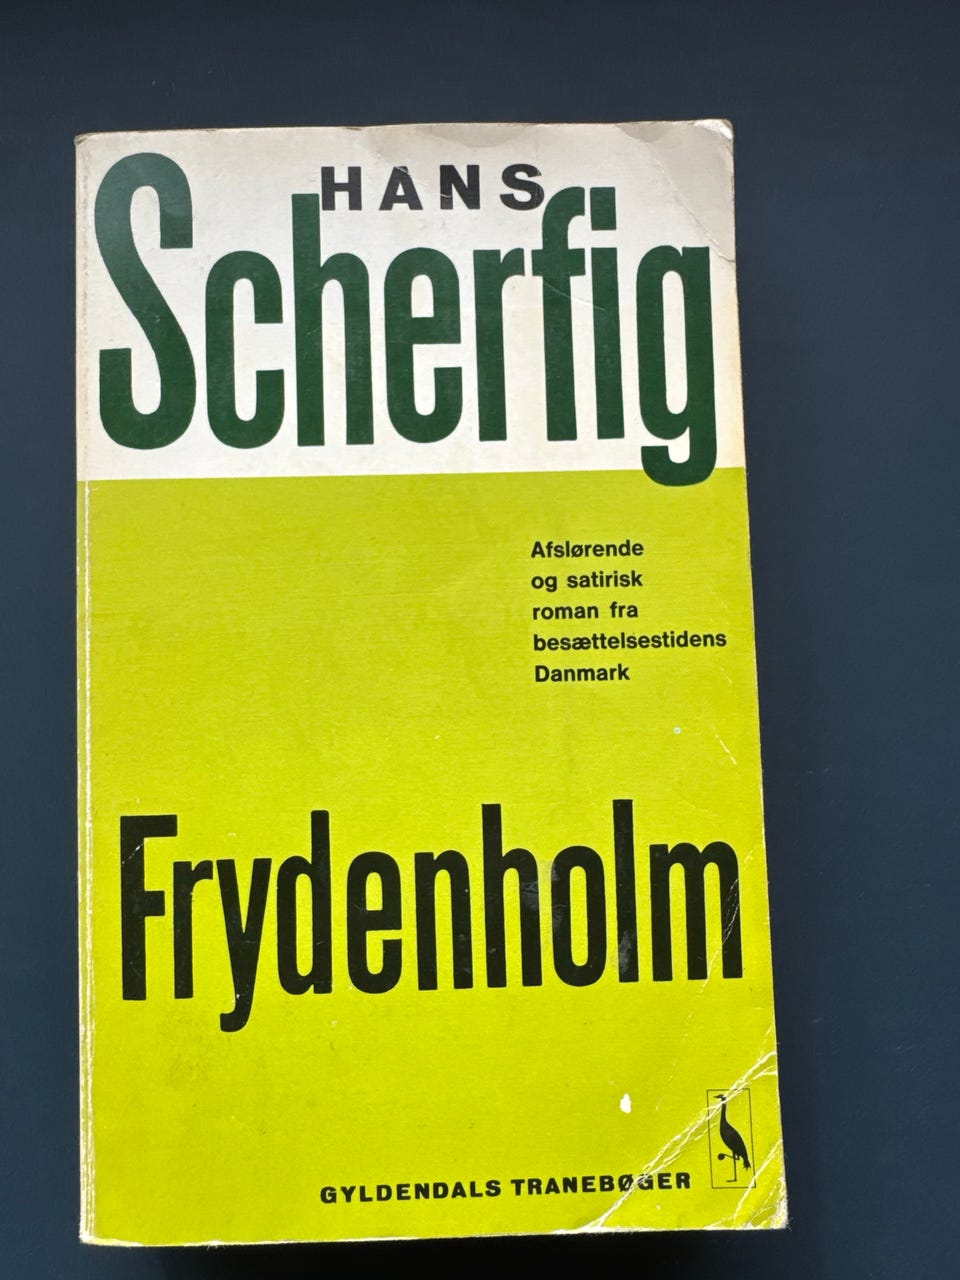 HANS
Scherfig
Afslørende
og satirisk
roman fra
besættelsestidens
Danmark
Frydenholm
GYLDENDALS TRANEBØGER